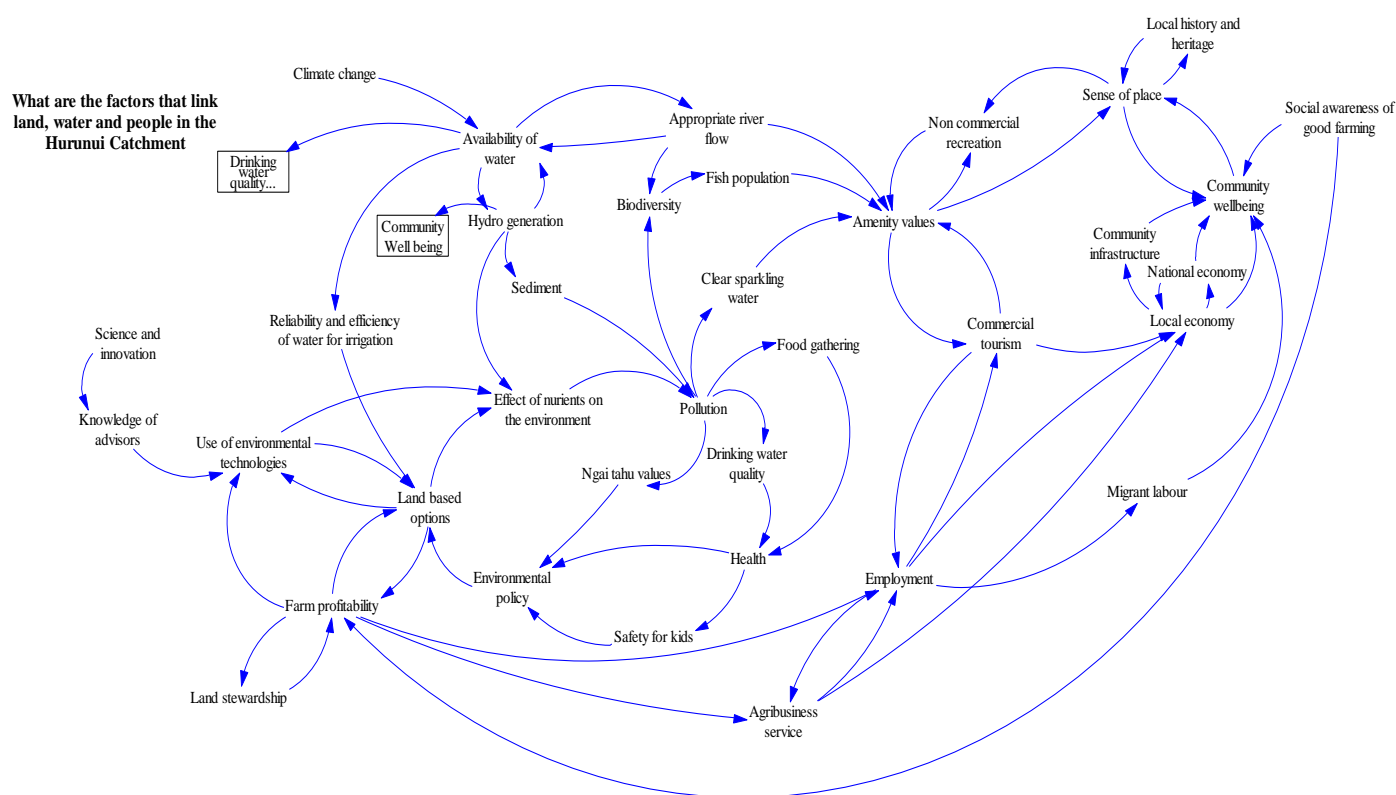 What are the factors that link
land, water and people in the
Hurunui Catchment
Climate change
Local history and
heritage
Sense of place
Social awareness of
good farming
Appropriate river
flow
Non commercial
recreation
Availability of
water
Drinking
water
quality...
Fish population
Biodiversity
Community
wellbeing
Community
Well being
Hydro generation
Amenity values
Community
infrastructure
National economy
Sediment
Clear sparkling
water
Local economy
Reliability and efficiency
of water for irrigation
Commercial
tourism
Science and
innovation
Food gathering
Effect of nurients on
the environment
Pollution
Knowledge of
advisors
Use of environmental
technologies
Drinking water
quality
Ngai tahu values
Land based
options
Migrant labour
Health
Environmental
policy
Employment
Farm profitability
Safety for kids
Land stewardship
Agribusiness
service